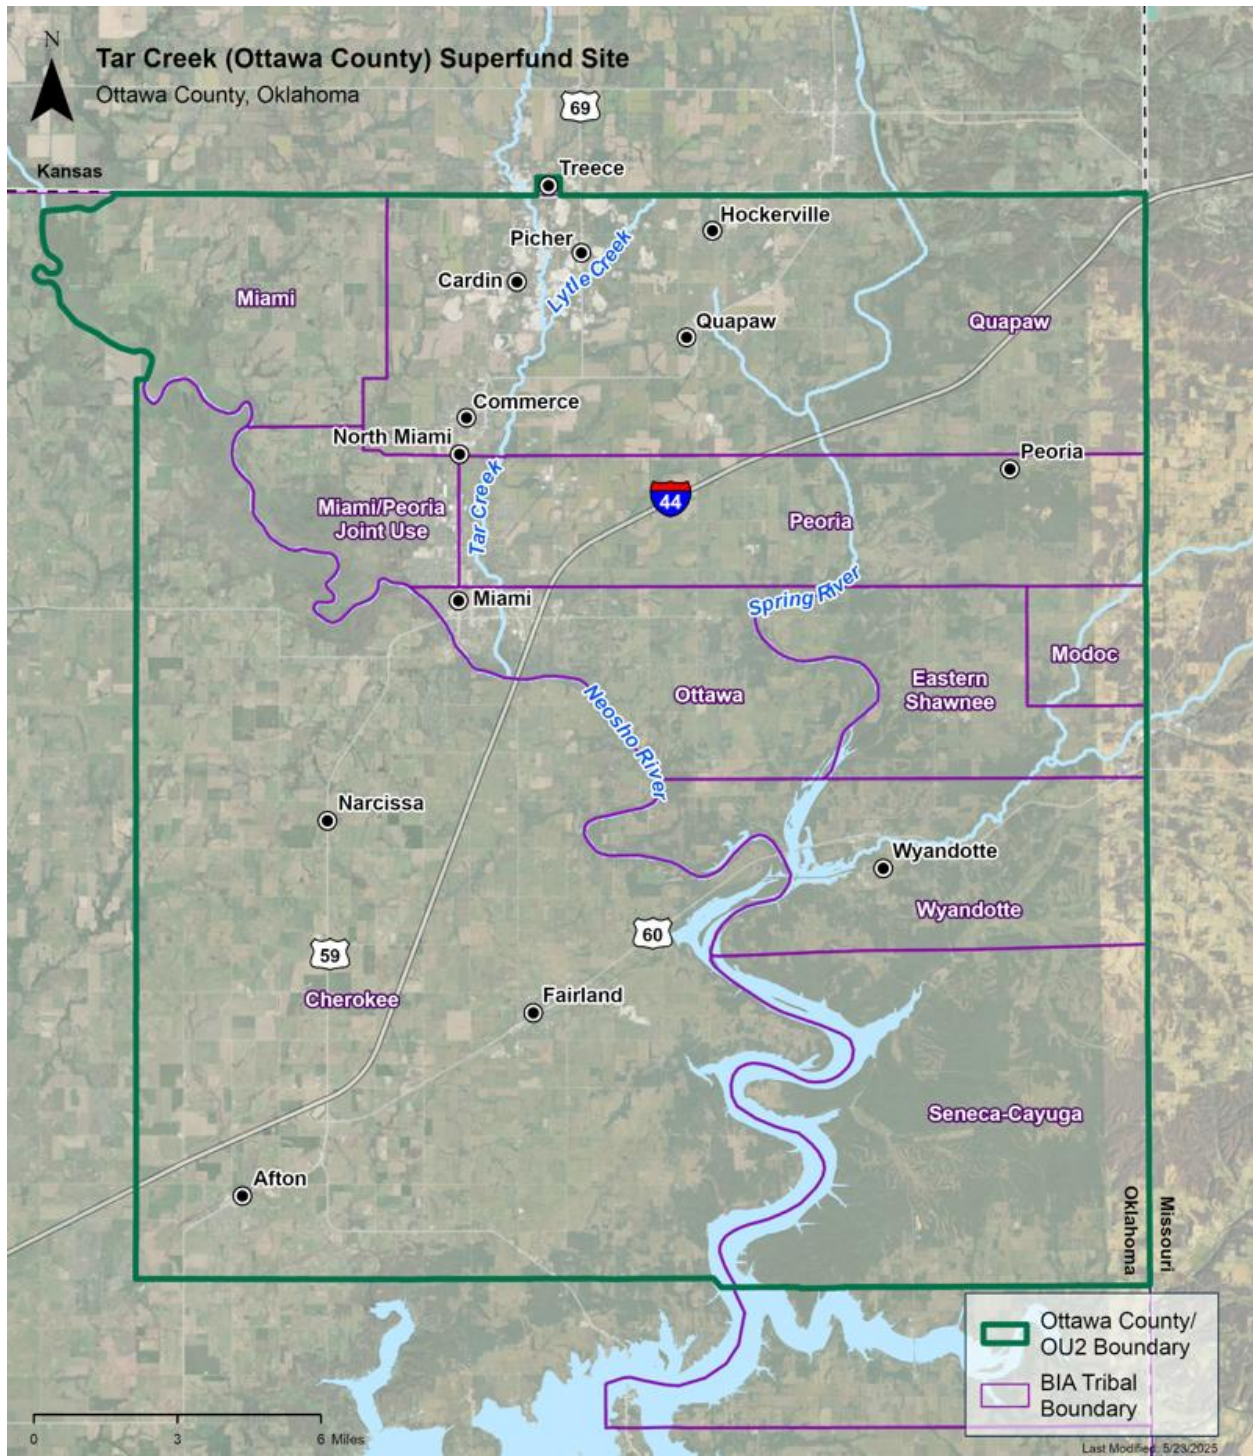 N
Tar Creek (Ottawa County) Superfund Site
Ottawa County, Oklahoma
69
Kansas
Treece
Hockerville
Picher
Lytle Creek
Cardin
Miami
Quapaw
Quapaw
Commerce
North Miami
Peoria
Tar Creek
44
Miami/Peoria
Joint Use
Peoria
Spring River
Miami
Modoc
Eastern
Shawnee
Ottawa
Neosho River
Narcissa
Wyandotte
Wyandotte
60
59
Cherokee
Fairland
Seneca-Cayuga
Afton
Oklahoma
Missouri
Ottawa County/
OU2 Boundary
BIA Tribal
Boundary
0 3 6 Miles
Last Modified: 5/23/2025